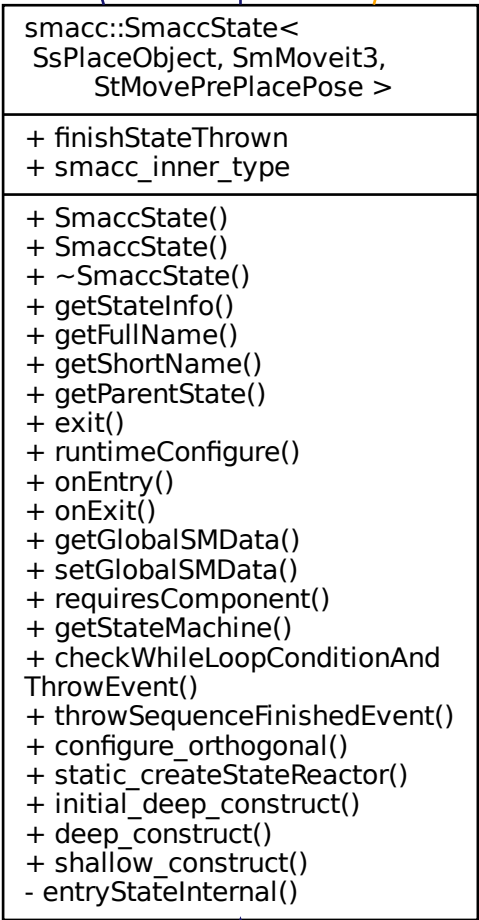 smacc::SmaccState<
SsPlaceObject, SmMoveit3,
StMovePrePlacePose >
+ finishStateThrown
+ smacc_inner_type
+ SmaccState()
+ SmaccState()
+ ~SmaccState()
+ getStateInfo()
+ getFullName()
+ getShortName()
+ getParentState()
+ exit()
+ runtimeConfigure()
+ onEntry()
+ onExit()
+ getGlobalSMData()
+ setGlobalSMData()
+ requiresComponent()
+ getStateMachine()
+ checkWhileLoopConditionAnd
ThrowEvent()
+ throwSequenceFinishedEvent()
+ configure_orthogonal()
+ static_createStateReactor()
+ initial_deep_construct()
+ deep_construct()
+ shallow_construct()
- entryStateInternal()